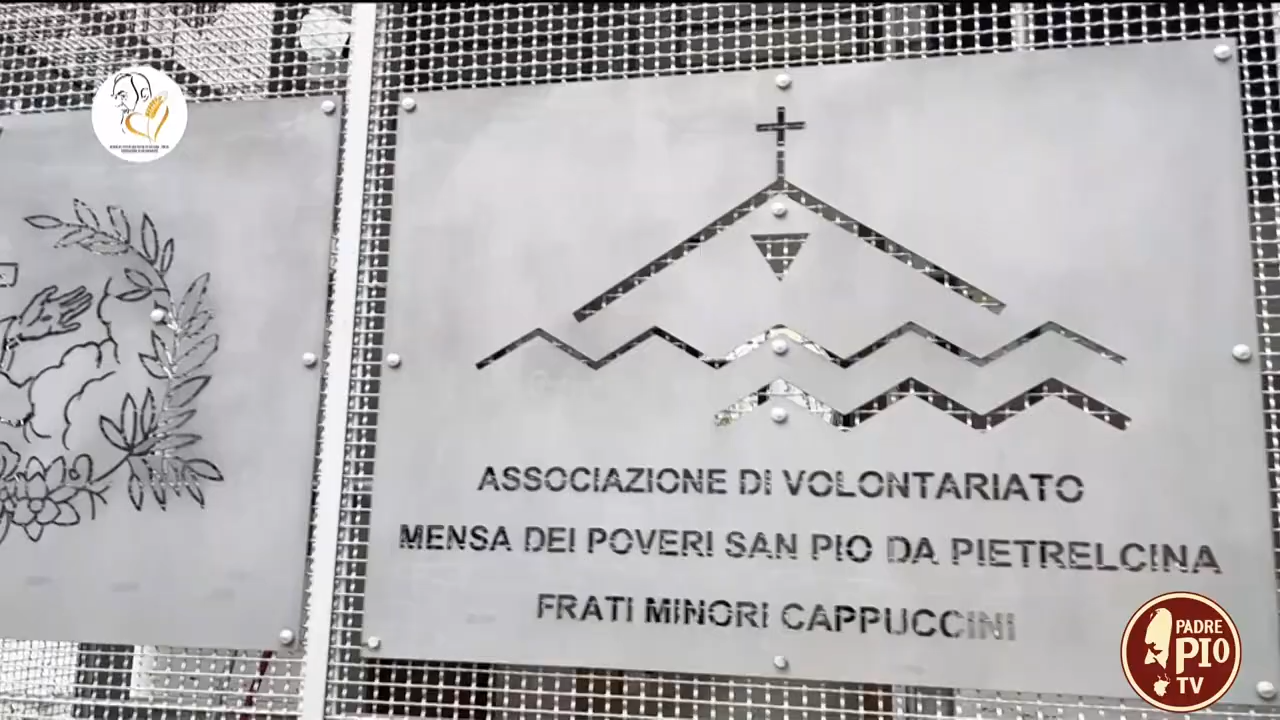 ASSOCIAZIONE DI VOLONTARIATO
MENSA DEI POVERI SAN PIO DA PIETRELCINA
FRATI MINORI CAPPUCCINI
PADRE
PIO
TV